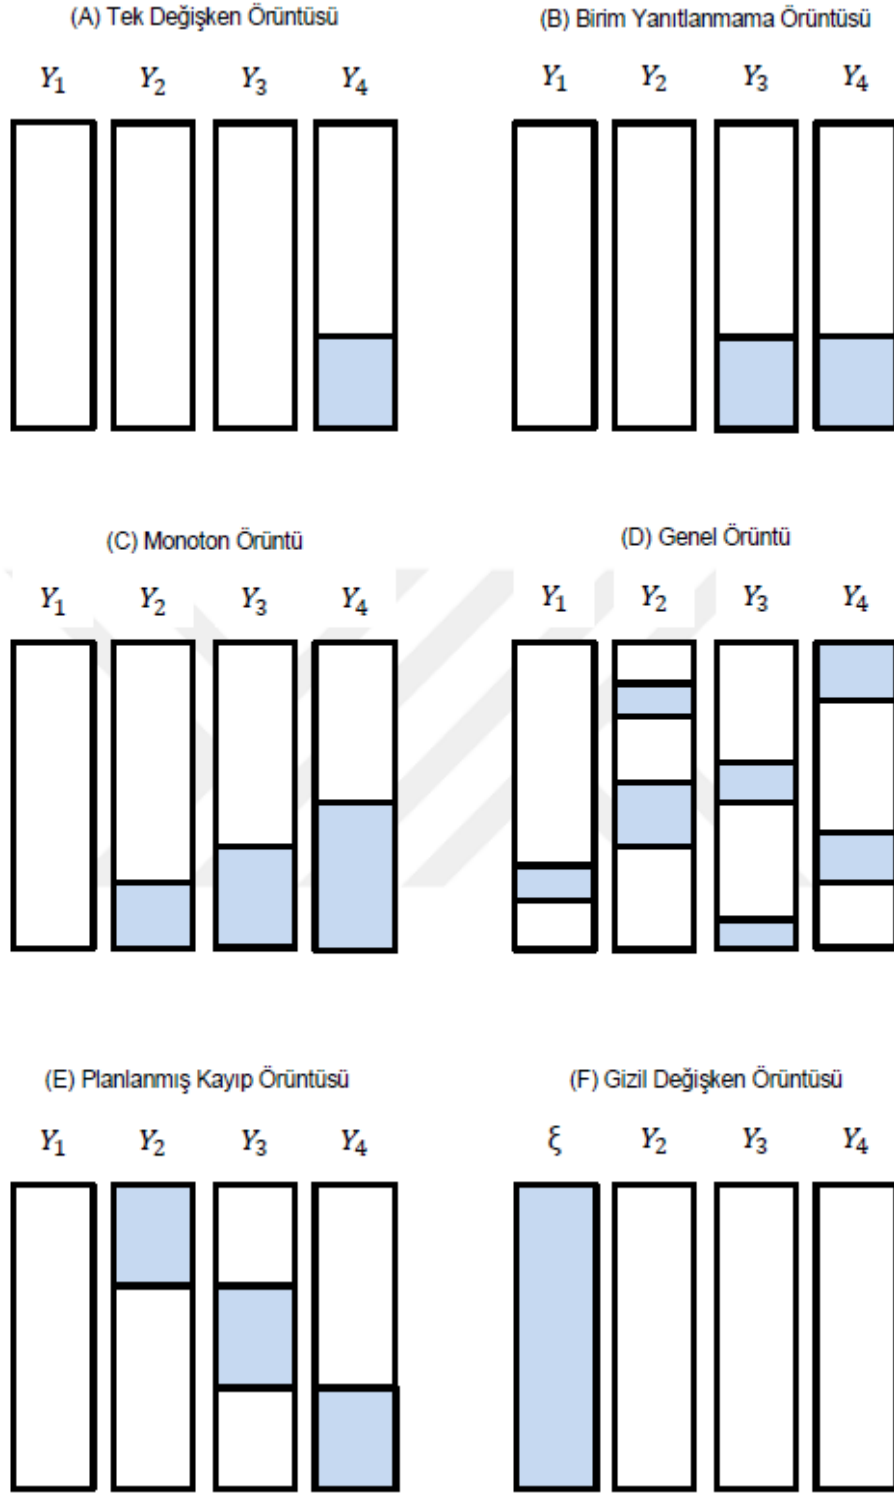 (A) Tek Değişken Örüntüsü
Y₁ Y₂ Y₃ Y₄
(B) Birim Yanıtlanmama Örüntüsü
Y₁ Y₂ Y₃ Y₄
(C) Monoton Örüntü
Y₁ Y₂ Y₃ Y₄
(D) Genel Örüntü
Y₁ Y₂ Y₃ Y₄
(E) Planlanmış Kayıp Örüntüsü
Y₁ Y₂ Y₃ Y₄
(F) Gizil Değişken Örüntüsü
ξ Y₂ Y₃ Y₄